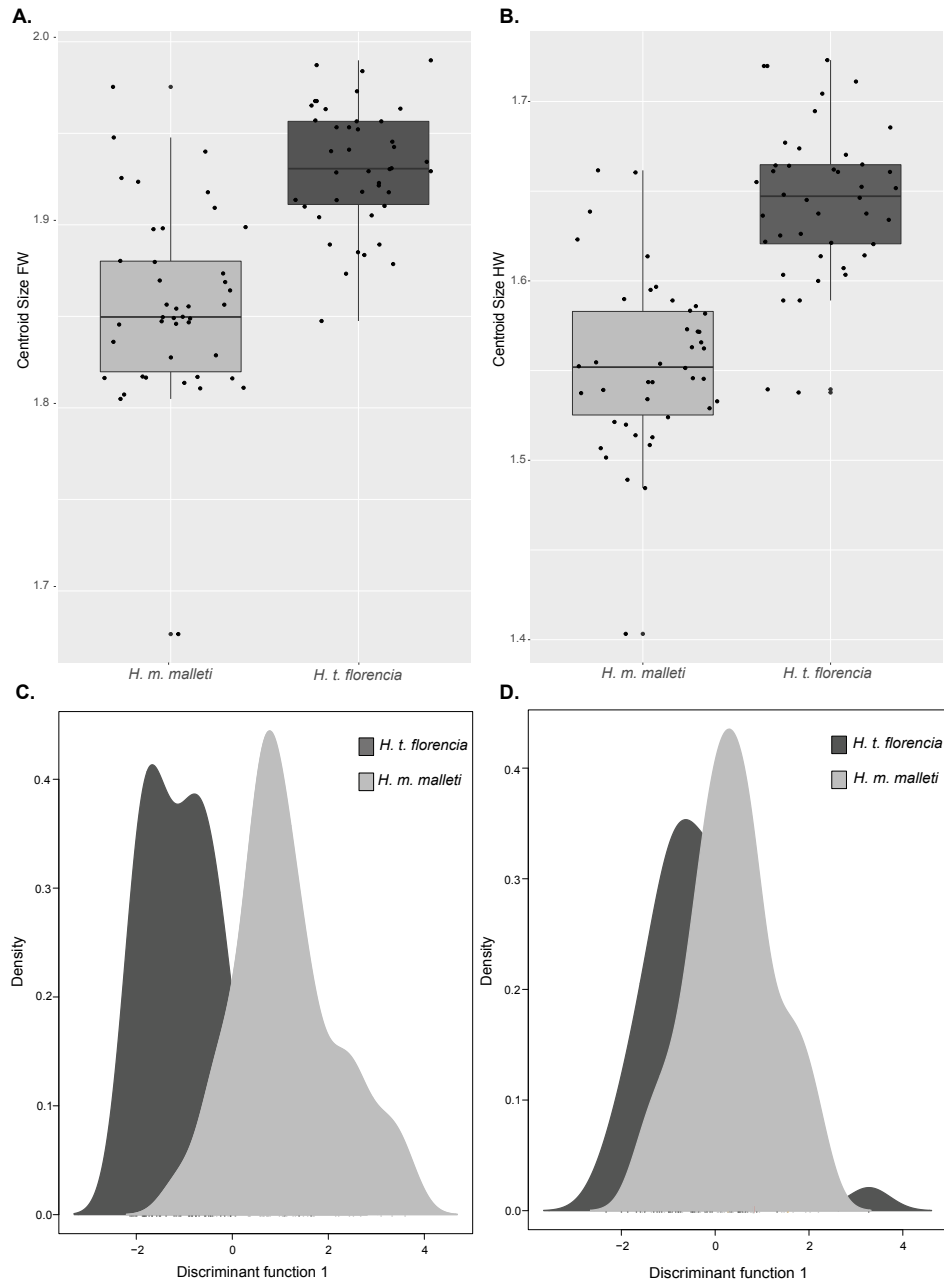 A.
2.0
1.9
1.8
1.7
Centroid Size FW
H. m. malleti
H. t. florencia
B.
1.7
1.6
1.5
1.4
Centroid Size HW
H. m. malleti
H. t. florencia
C.
H. t. florencia
H. m. malleti
0.4
0.3
0.2
0.1
0.0
Density
−2
0
2
4
Discriminant function 1
D.
H. t. florencia
H. m. malleti
0.4
0.3
0.2
0.1
0.0
Density
−2
0
2
4
Discriminant function 1